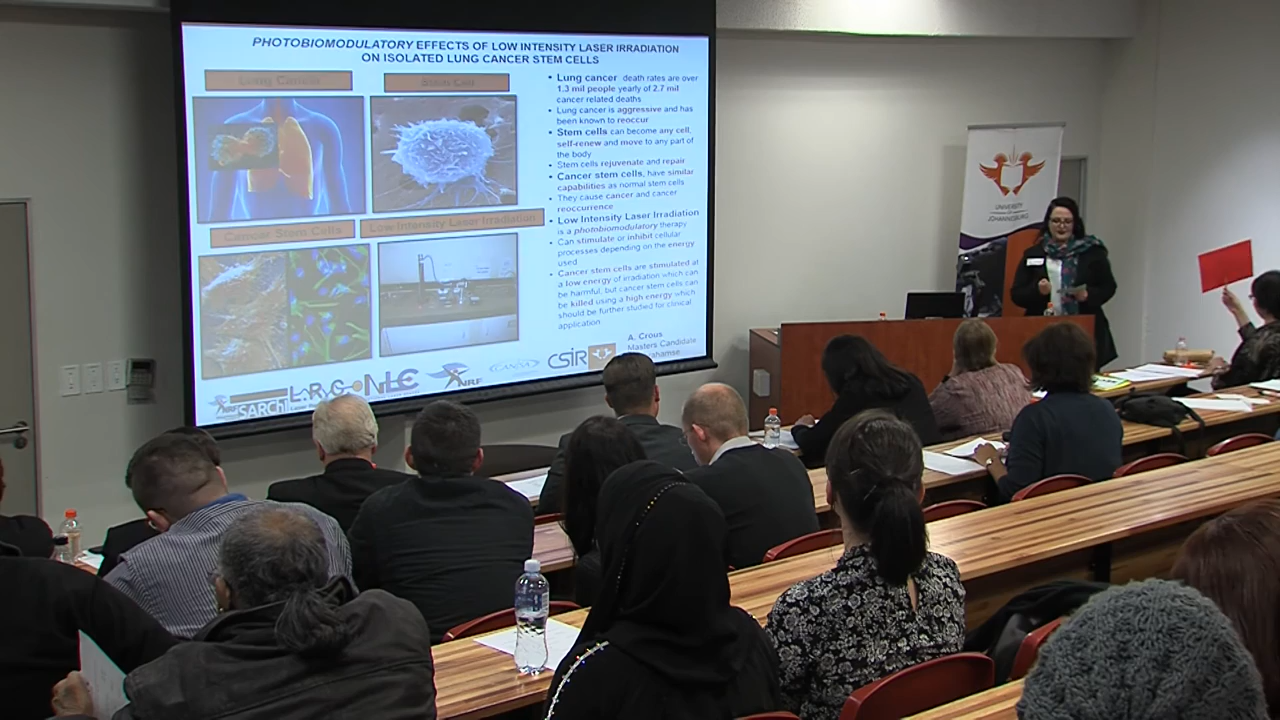 PHOTOBIOMODULATORY EFFECTS OF LOW INTENSITY LASER IRRADIATION
ON ISOLATED LUNG CANCER STEM CELLS
Lung Cancer
Stem Cell
Cancer Stem Cells
Low Intensity Laser Irradiation
• Lung cancer death rates are over
1.3 mil people yearly of 2.7 mil
cancer related deaths
• Lung cancer is aggressive and has
been known to reoccur
• Stem cells can become any cell,
self-renew and move to any part of
the body
• Stem cells rejuvenate and repair
• Cancer stem cells, have similar
capabilities as normal stem cells
• They cause cancer and cancer
reoccurrence
• Low Intensity Laser Irradiation
is a photobiomodulatory therapy
• Can stimulate or inhibit cellular
processes depending on the energy
used
• Cancer stem cells are stimulated at
a low energy of irradiation which can
be harmful, but cancer stem cells can
be killed using a high energy which
should be further studied for clinical
application
A. Crous
Masters Candidate
NRF
SARChI
NLC
NRF
CANSA
CSIR
UNIVERSITY
OF
JOHANNESBURG